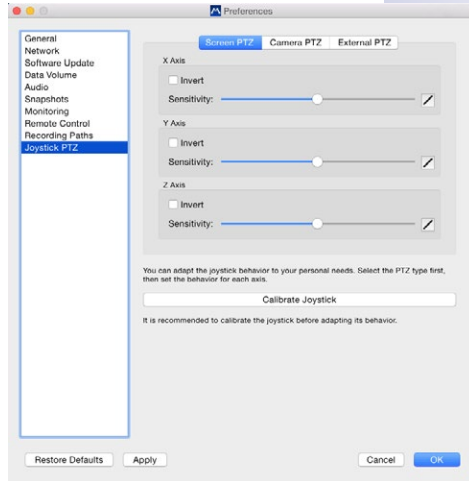 Preferences
General
Network
Software Update
Data Volume
Audio
Snapshots
Monitoring
Remote Control
Recording Paths
Joystick PTZ
Screen PTZ Camera PTZ External PTZ
X Axis
Invert
Sensitivity:
Y Axis
Invert
Sensitivity:
Z Axis
Invert
Sensitivity:
You can adapt the joystick behavior to your personal needs. Select the PTZ type first,
then set the behavior for each axis.
Calibrate Joystick
It is recommended to calibrate the joystick before adapting its behavior.
Restore Defaults Apply Cancel OK